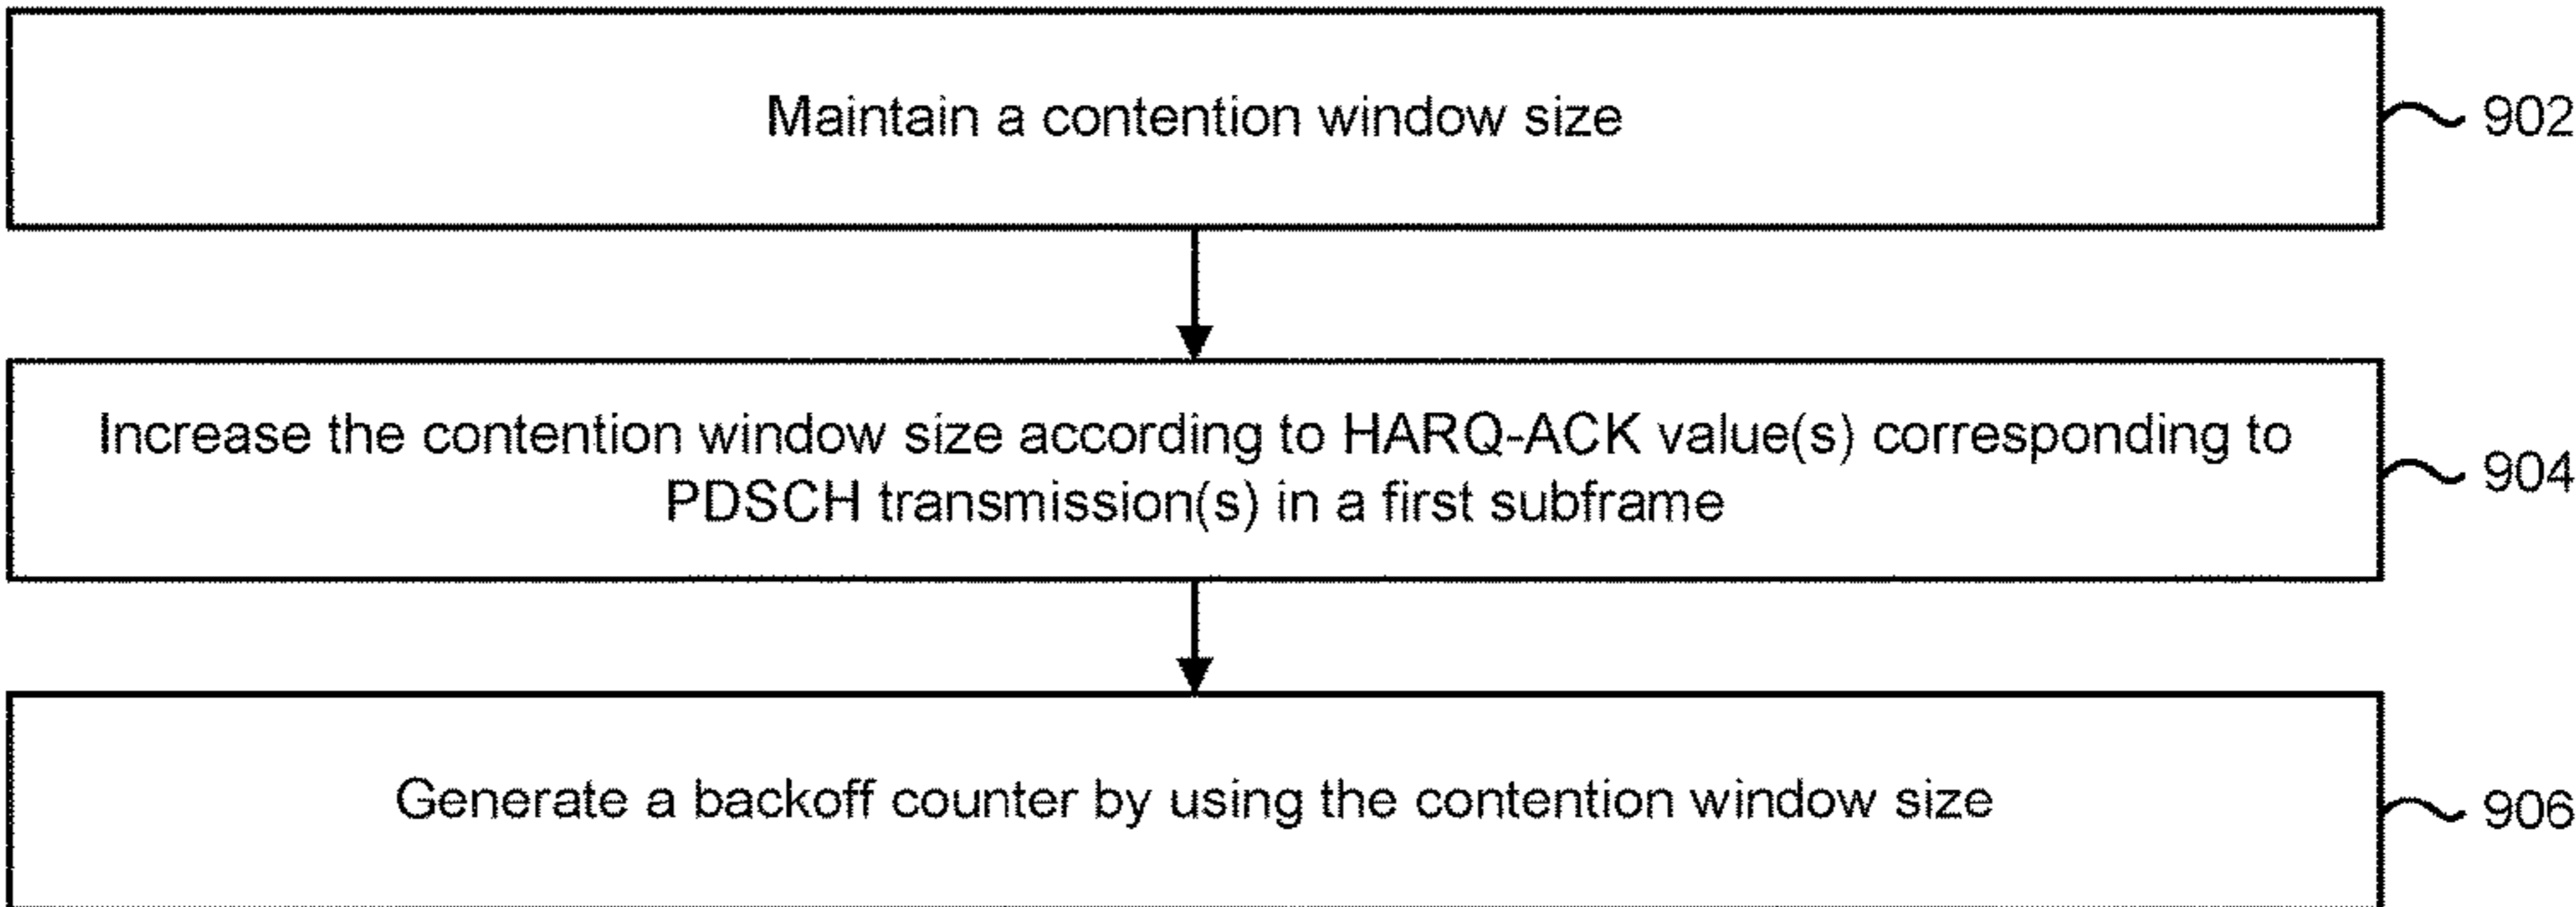 Maintain a contention window size
902
Increase the contention window size according to HARQ-ACK value(s) corresponding to
PDSCH transmission(s) in a first subframe
904
Generate a backoff counter by using the contention window size
906